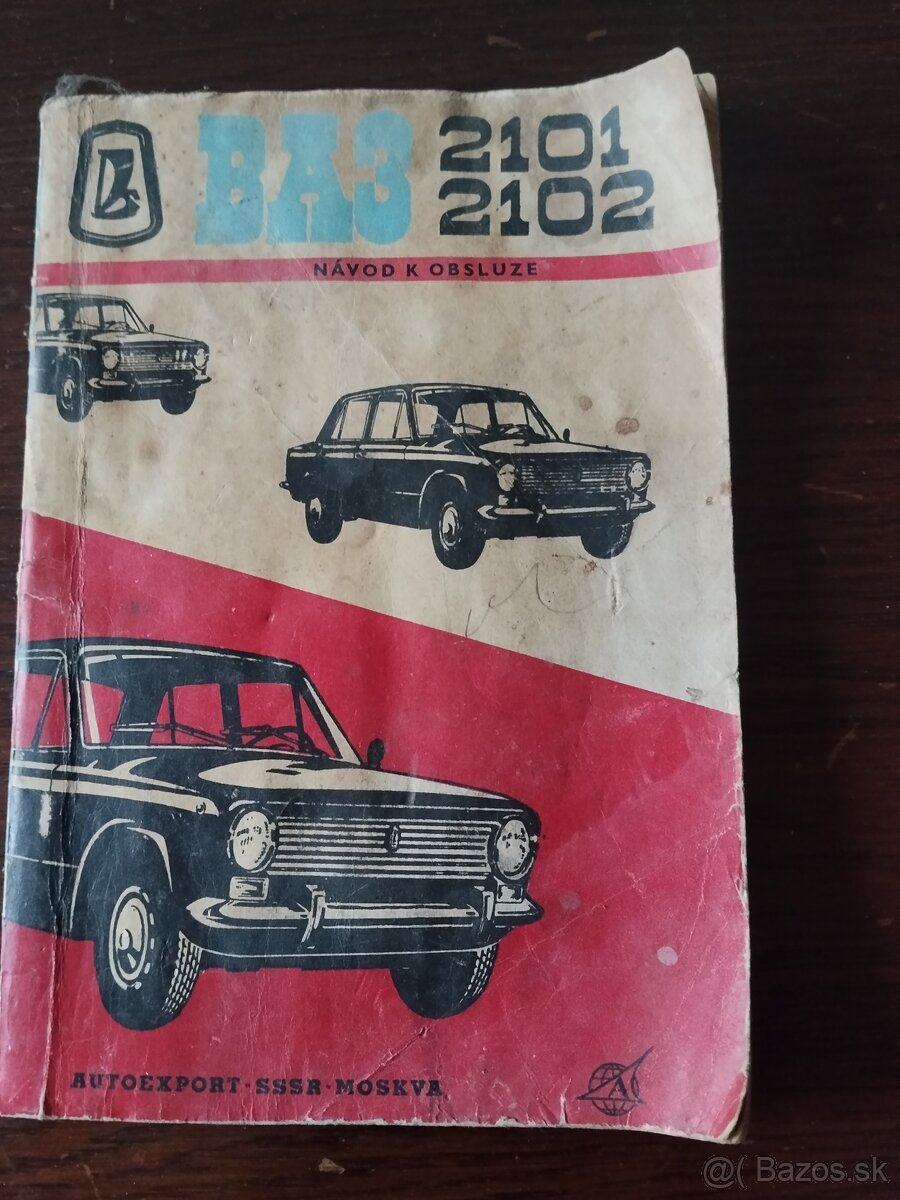 ВАЗ 2101
2102
NÁVOD K OBSLUZE
AUTOEXPORT·SSSR·MOSKVA
A
@( Bazos.sk